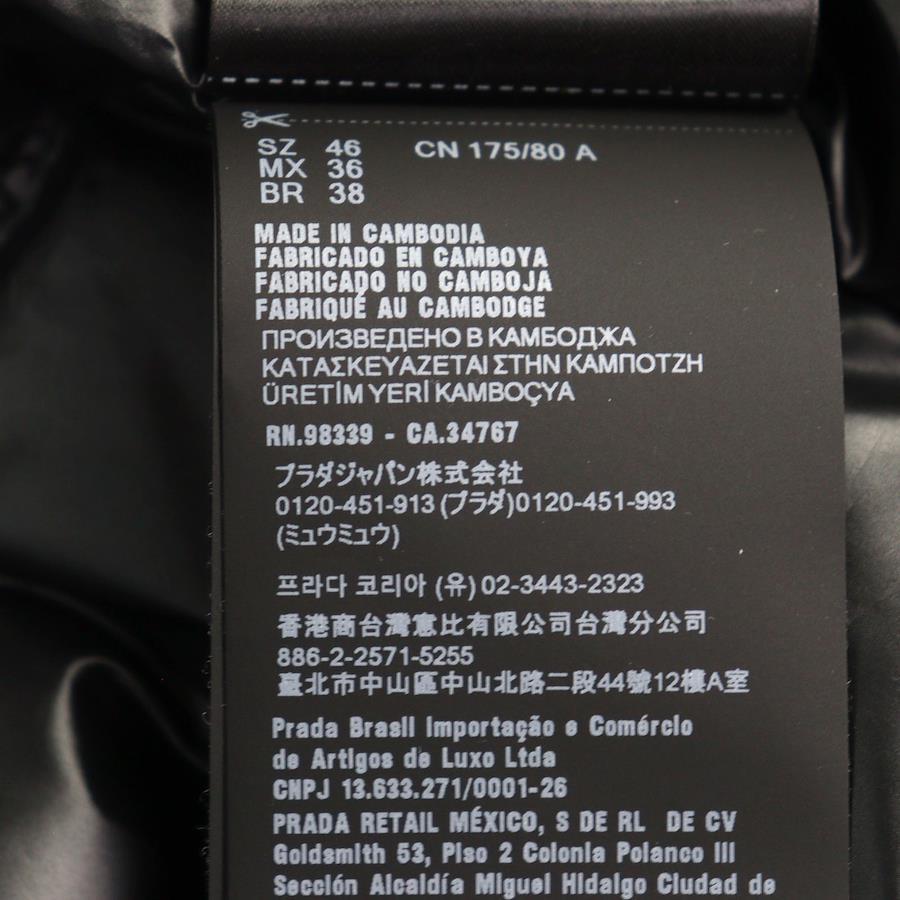 SZ 46 CN 175/80 A
MX 36
BR 38
MADE IN CAMBODIA
FABRICADO EN CAMBOYA
FABRICADO NO CAMBOJA
FABRIQUÉ AU CAMBODGE
ПРОИЗВЕДЕНО В КАМБОДЖА
ΚΑΤΑΣΚΕΥΑΖΕΤΑΙ ΣΤΗΝ ΚΑΜΠΟΤΖΗ
ÜRETİM YERİ KAMBOÇYA
RN.98339 - CA.34767
プラダジャパン株式会社
0120-451-913 (プラダ)0120-451-993
(ミュウミュウ)
프라다 코리아 (유) 02-3443-2323
香港商台灣惠比有限公司台灣分公司
886-2-2571-5255
臺北市中山區中山北路二段44號12樓A室
Prada Brasil Importação e Comércio
de Artigos de Luxo Ltda
CNPJ 13.633.271/0001-26
PRADA RETAIL MÉXICO, S DE RL DE CV
Goldsmith 53, Piso 2 Colonia Polanco III
Sección Alcaldía Miguel Hidalgo Ciudad de